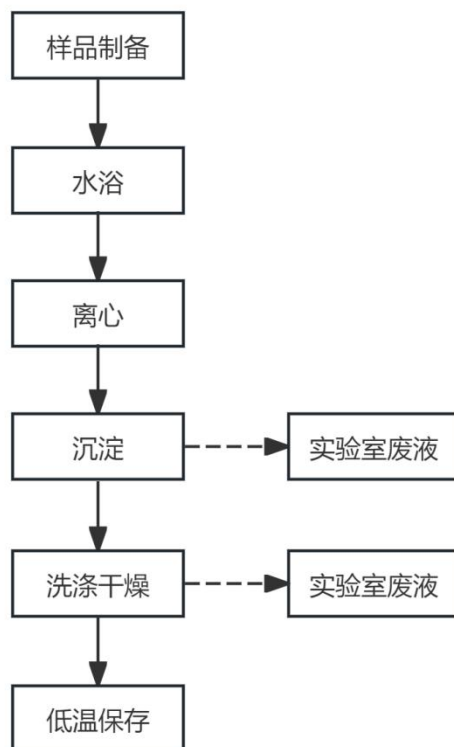 样品制备
水浴
离心
沉淀
实验室废液
洗涤干燥
实验室废液
低温保存